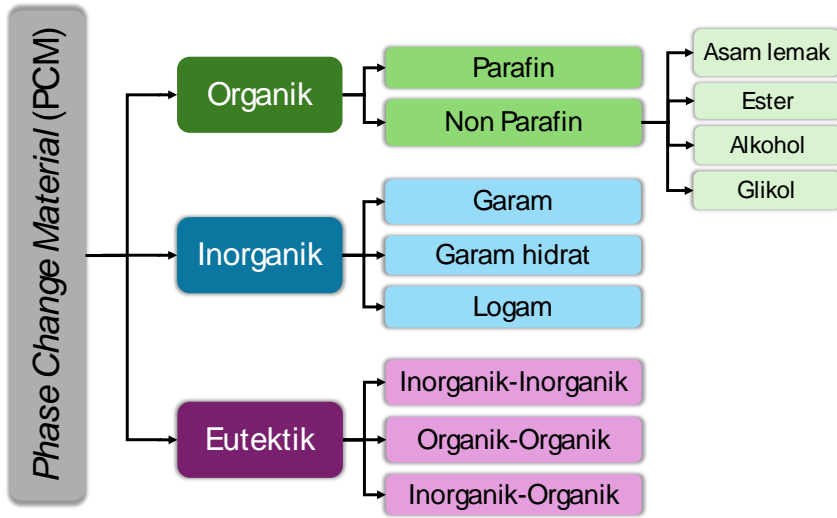 Phase Change Material (PCM)
Organik
Parafin
Non Parafin
Asam lemak
Ester
Alkohol
Glikol
Inorganik
Garam
Garam hidrat
Logam
Eutektik
Inorganik-Inorganik
Organik-Organik
Inorganik-Organik